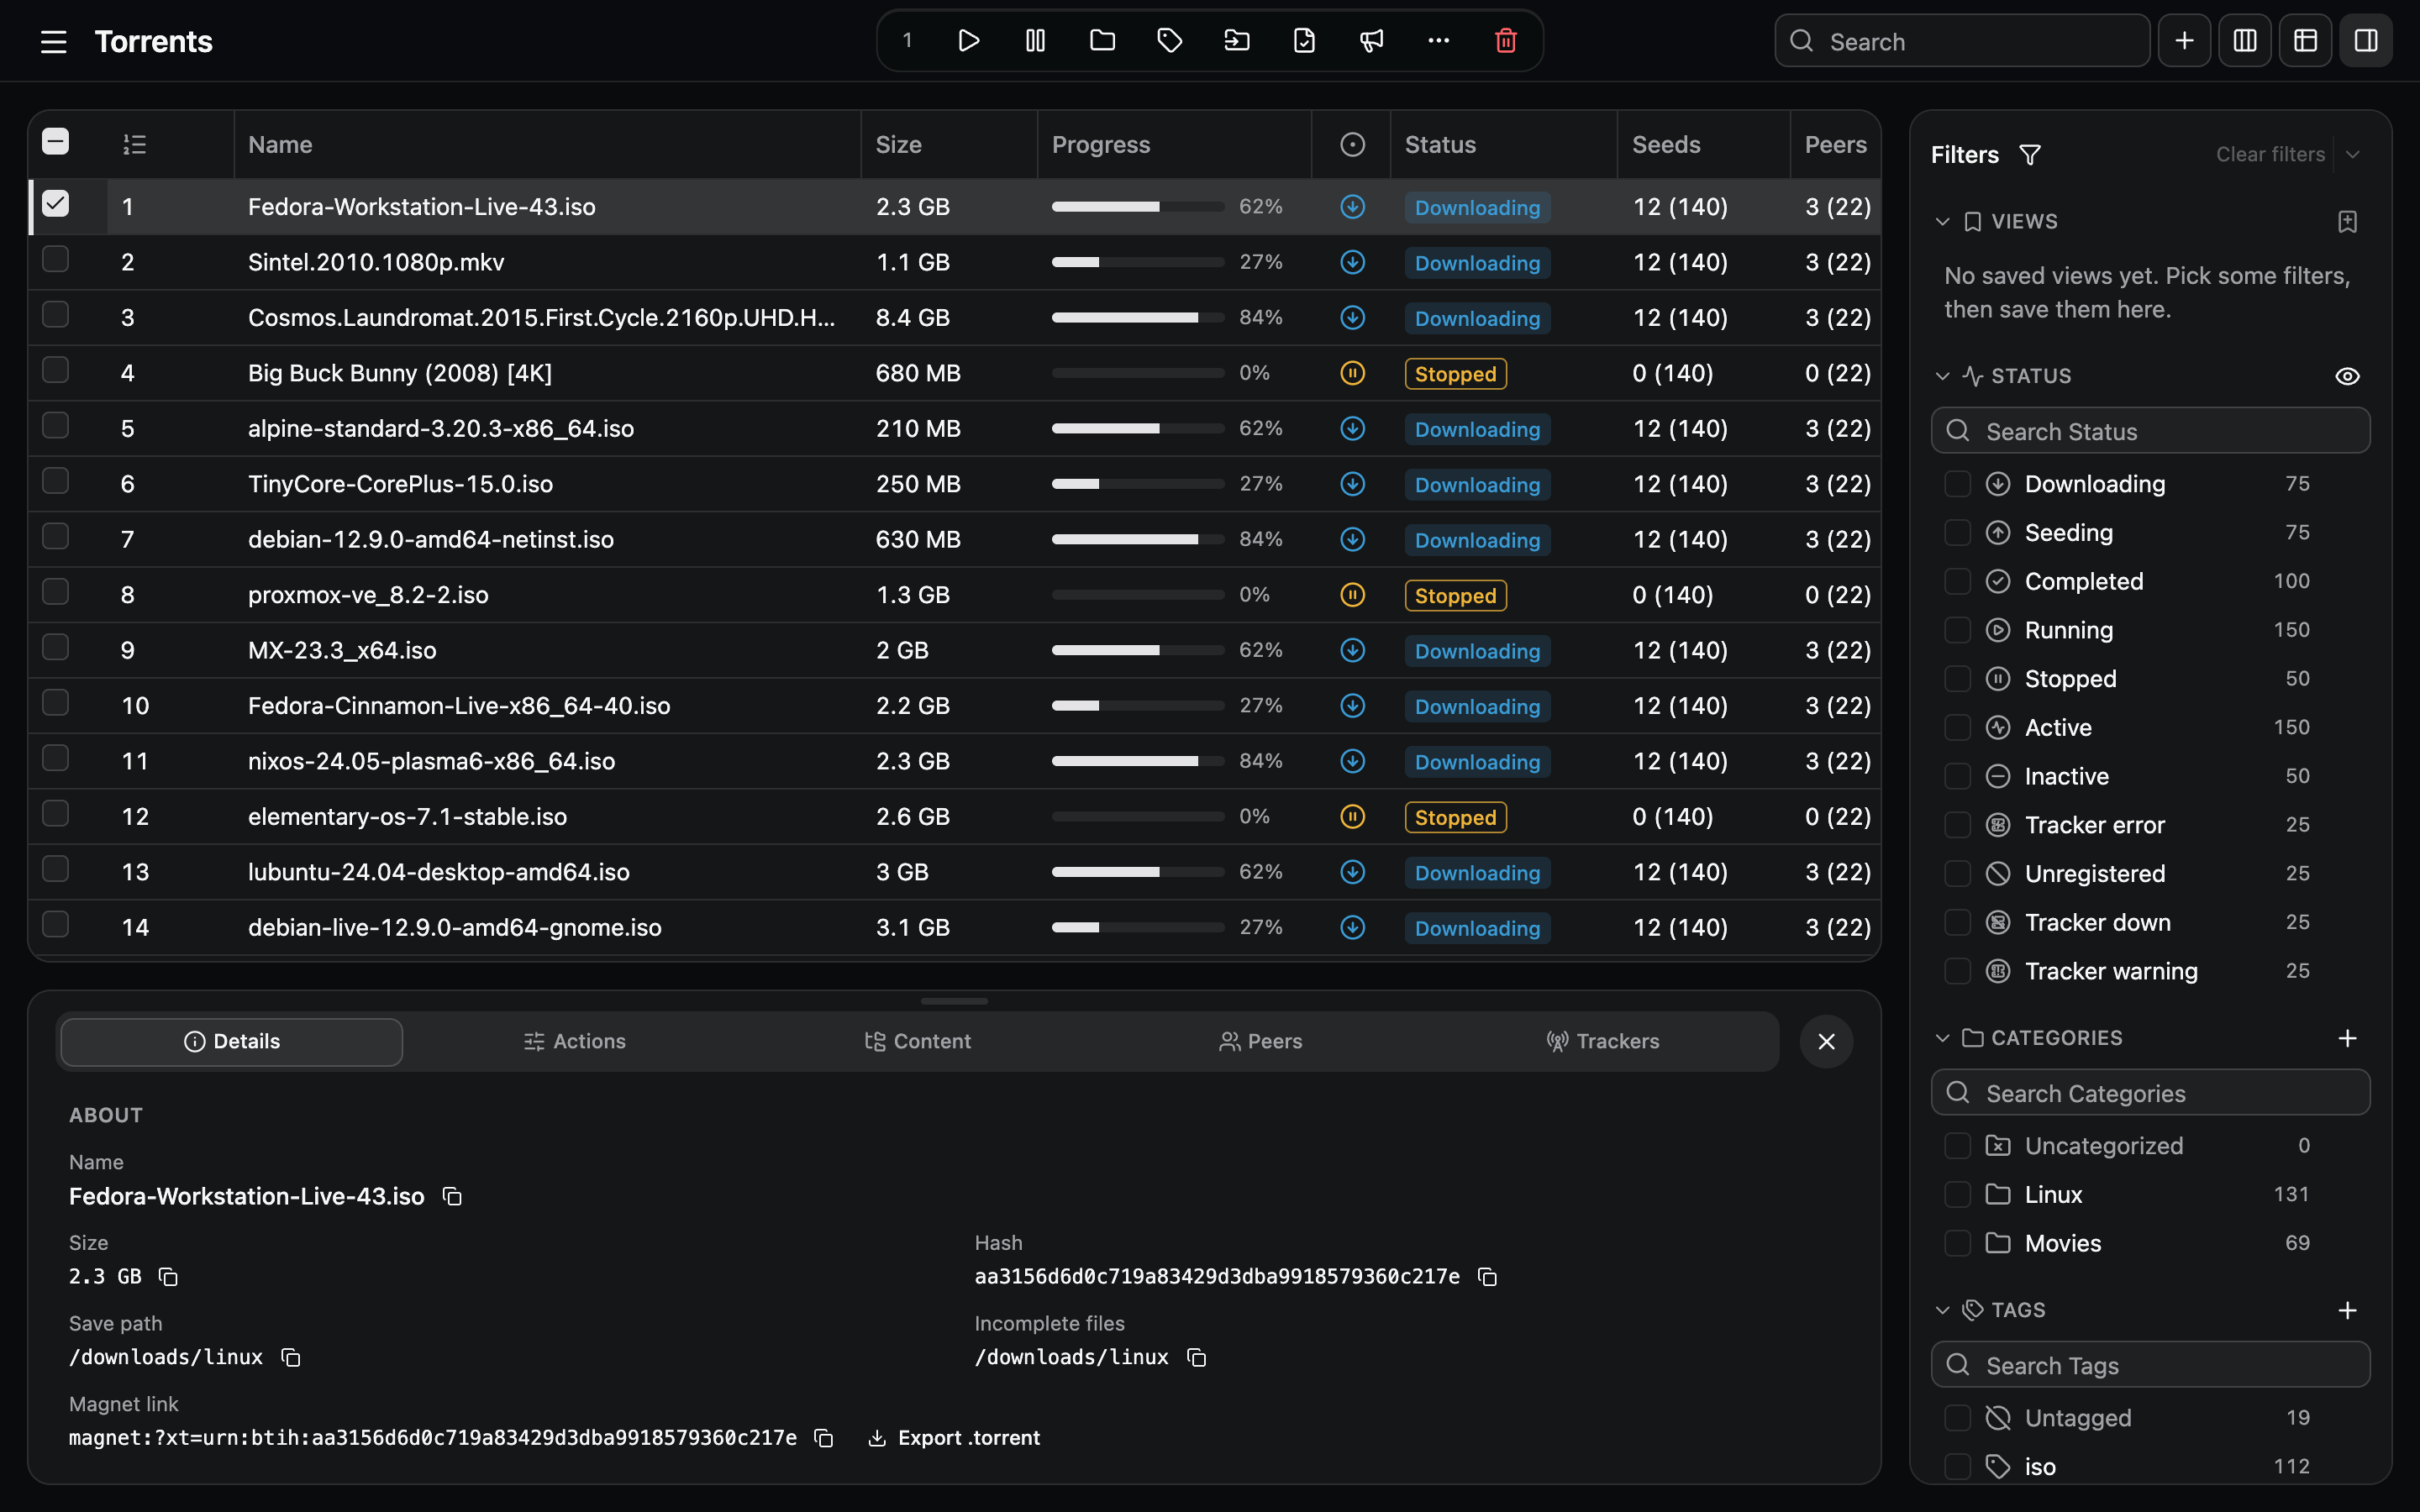 Torrents
1
Search
Name Size Progress Status Seeds Peers
1 Fedora-Workstation-Live-43.iso 2.3 GB 62% Downloading 12 (140) 3 (22)
2 Sintel.2010.1080p.mkv 1.1 GB 27% Downloading 12 (140) 3 (22)
3 Cosmos.Laundromat.2015.First.Cycle.2160p.UHD.H... 8.4 GB 84% Downloading 12 (140) 3 (22)
4 Big Buck Bunny (2008) [4K] 680 MB 0% Stopped 0 (140) 0 (22)
5 alpine-standard-3.20.3-x86_64.iso 210 MB 62% Downloading 12 (140) 3 (22)
6 TinyCore-CorePlus-15.0.iso 250 MB 27% Downloading 12 (140) 3 (22)
7 debian-12.9.0-amd64-netinst.iso 630 MB 84% Downloading 12 (140) 3 (22)
8 proxmox-ve_8.2-2.iso 1.3 GB 0% Stopped 0 (140) 0 (22)
9 MX-23.3_x64.iso 2 GB 62% Downloading 12 (140) 3 (22)
10 Fedora-Cinnamon-Live-x86_64-40.iso 2.2 GB 27% Downloading 12 (140) 3 (22)
11 nixos-24.05-plasma6-x86_64.iso 2.3 GB 84% Downloading 12 (140) 3 (22)
12 elementary-os-7.1-stable.iso 2.6 GB 0% Stopped 0 (140) 0 (22)
13 lubuntu-24.04-desktop-amd64.iso 3 GB 62% Downloading 12 (140) 3 (22)
14 debian-live-12.9.0-amd64-gnome.iso 3.1 GB 27% Downloading 12 (140) 3 (22)
Details Actions Content Peers Trackers
ABOUT
Name
Fedora-Workstation-Live-43.iso
Size
2.3 GB
Hash
aa3156d6d0c719a83429d3dba9918579360c217e
Save path
/downloads/linux
Incomplete files
/downloads/linux
Magnet link
magnet:?xt=urn:btih:aa3156d6d0c719a83429d3dba9918579360c217e Export .torrent
Filters Clear filters
VIEWS
No saved views yet. Pick some filters,
then save them here.
STATUS
Search Status
Downloading 75
Seeding 75
Completed 100
Running 150
Stopped 50
Active 150
Inactive 50
Tracker error 25
Unregistered 25
Tracker down 25
Tracker warning 25
CATEGORIES
Search Categories
Uncategorized 0
Linux 131
Movies 69
TAGS
Search Tags
Untagged 19
iso 112